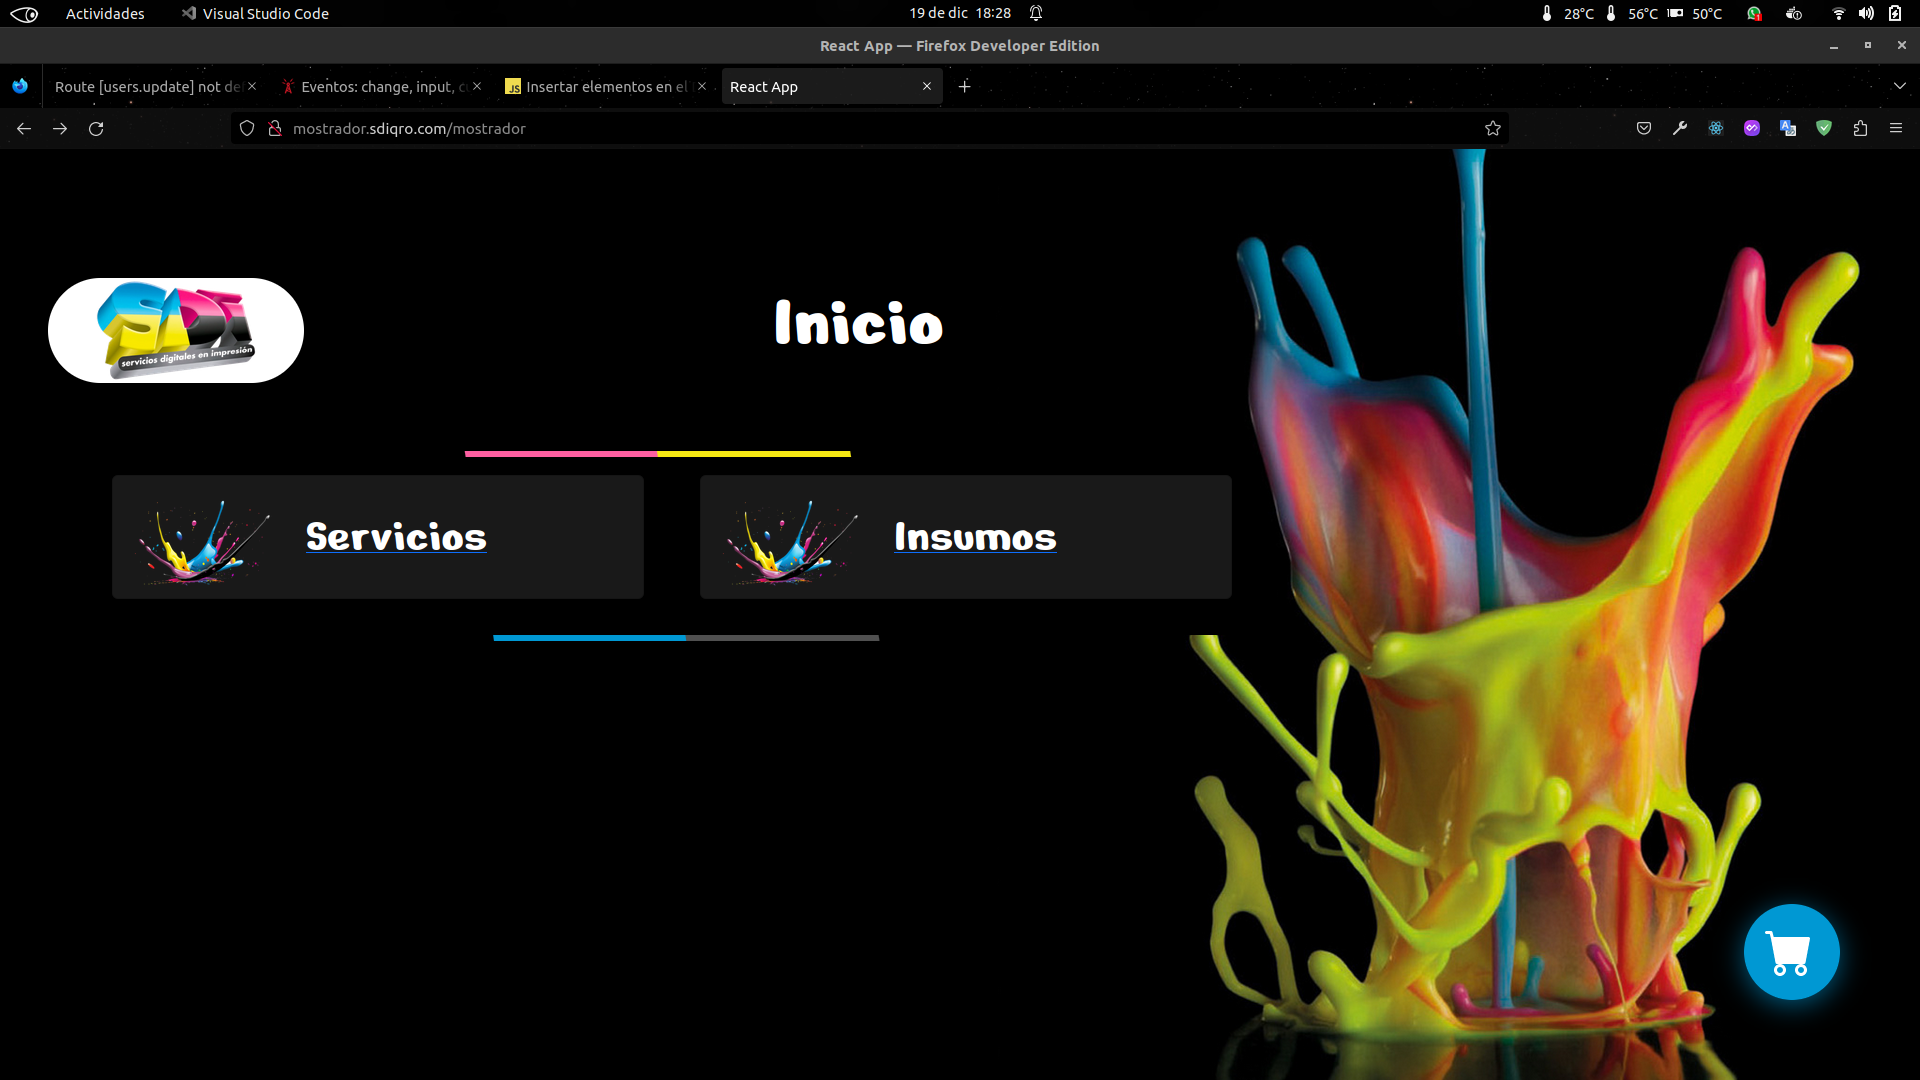 Actividades
Visual Studio Code
19 de dic 18:28
28°C
56°C
50°C
React App — Firefox Developer Edition
Route [users.update] not de
Eventos: change, input, c
JS
Insertar elementos en el
React App
mostrador.sdiqro.com/mostrador
SDI
servicios digitales en impresión
Inicio
Servicios
Insumos